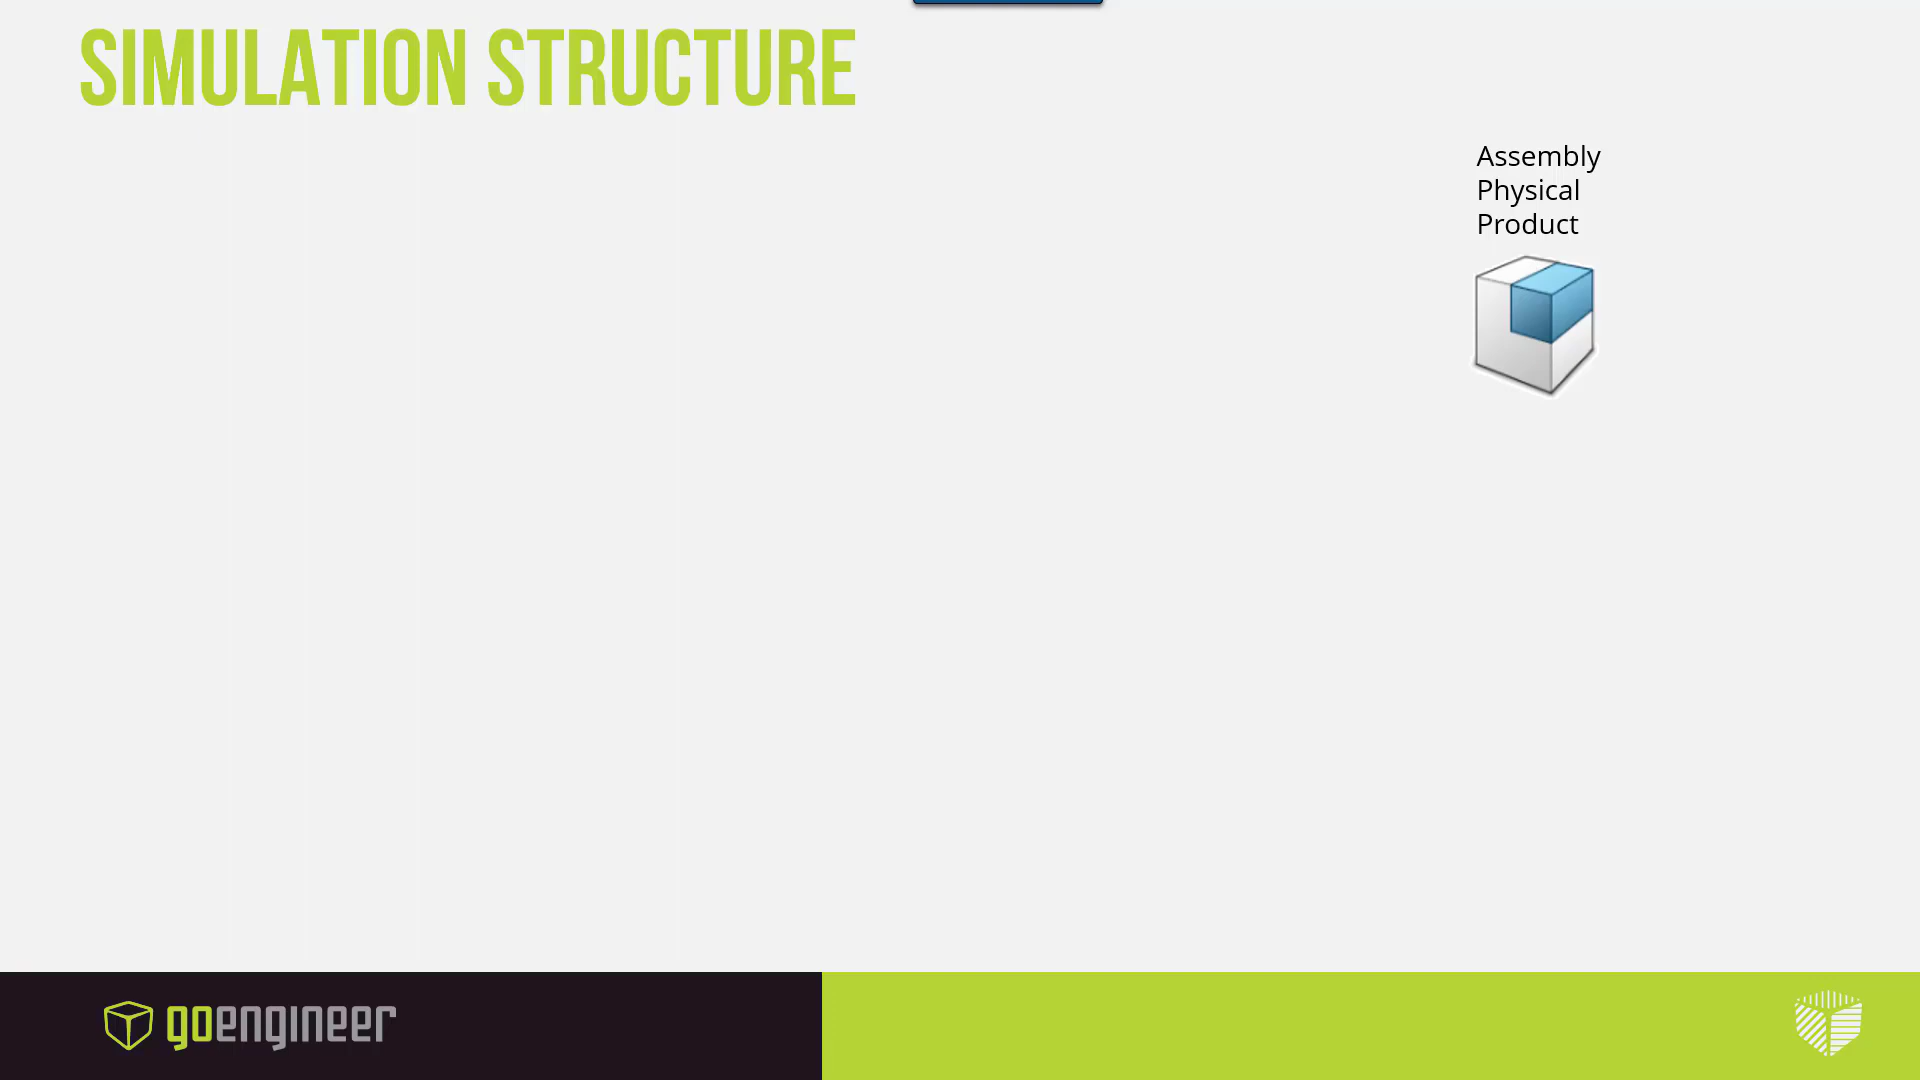 SIMULATION STRUCTURE
Assembly
Physical
Product
goengineer